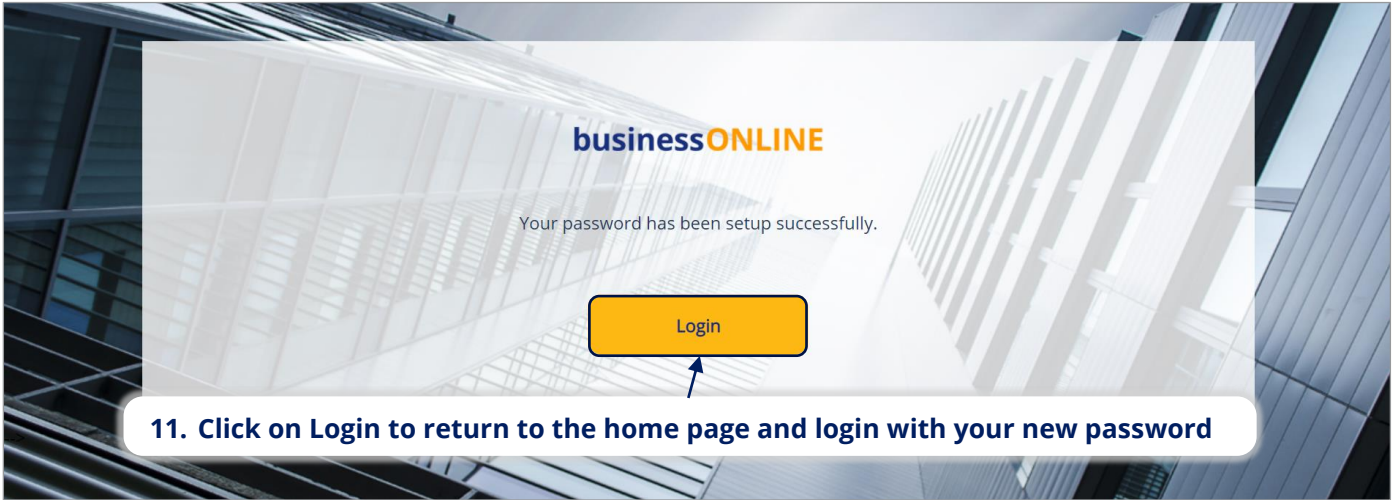 businessONLINE
Your password has been setup successfully.
Login
11. Click on Login to return to the home page and login with your new password